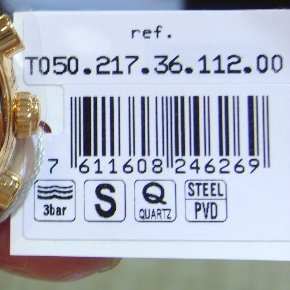 ref.
T050.217.36.112.00
7 611608 246269
3bar S Q QUARTZ STEEL PVD